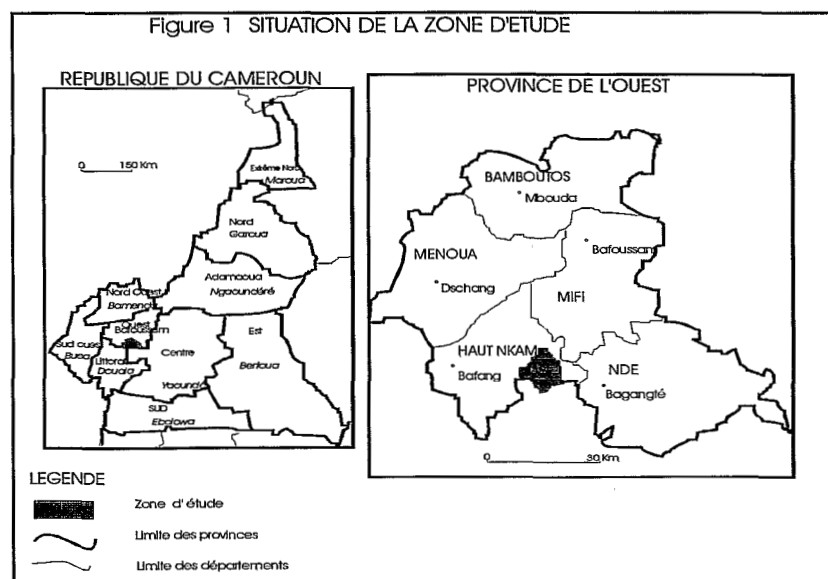 Figure 1 SITUATION DE LA ZONE D'ETUDE
REPUBLIQUE DU CAMEROUN
0 150 Km.
Extrême Nord
Maroua
Nord
Garoua
Adamaoua
Ngaoundéré
Nord Ouest
Bamenda
Ouest
Bafoussam
Sud ouest
Buea
Littoral
Douala
Centre
Yaoundé
Est
Bertoua
SUD
Ebolowa
PROVINCE DE L'OUEST
BAMBOUTOS
Mbouda
Bafoussam
MENOUA
Dschang
MIFI
HAUT NKAM
Bafang
NDE
Bagangté
0 30 Km
LEGENDE
Zone d'étude
Limite des provinces
Limite des départements